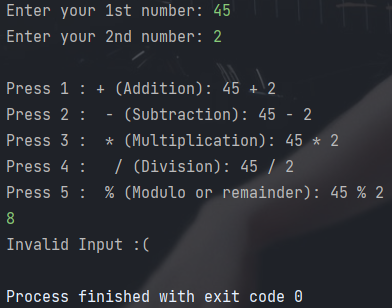 Enter your 1st number: 45
Enter your 2nd number: 2
Press 1 : + (Addition): 45 + 2
Press 2 :  - (Subtraction): 45 - 2
Press 3 :  * (Multiplication): 45 * 2
Press 4 :   / (Division): 45 / 2
Press 5 :  % (Modulo or remainder): 45 % 2
8
Invalid Input :(
Process finished with exit code 0